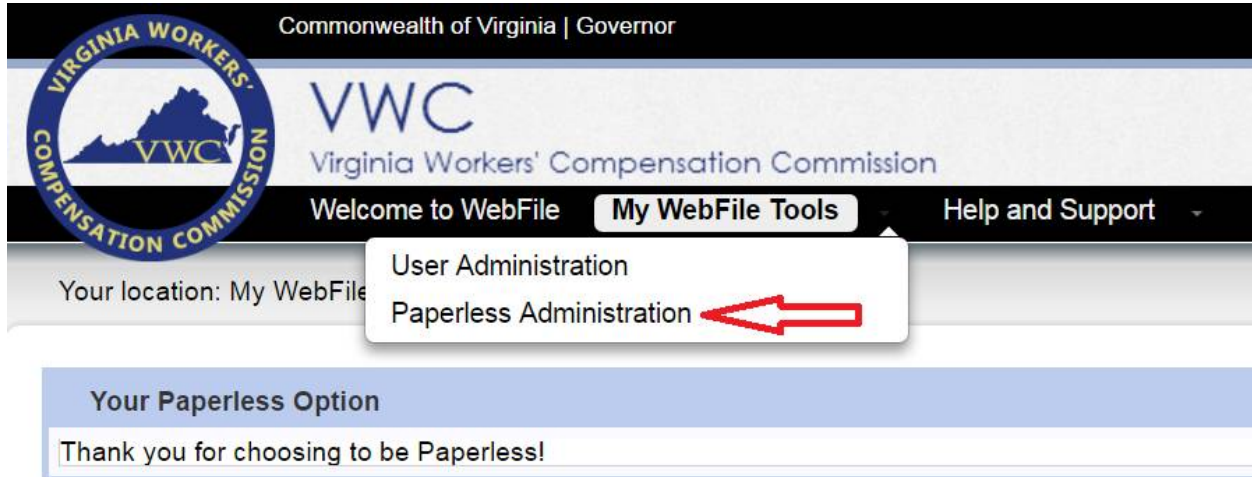 Commonwealth of Virginia | Governor
VIRGINIA WORKERS' COMPENSATION COMMISSION
VWC
VWC
Virginia Workers' Compensation Commission
Welcome to WebFile My WebFile Tools Help and Support
User Administration
Your location: My WebFile
Paperless Administration
Your Paperless Option
Thank you for choosing to be Paperless!